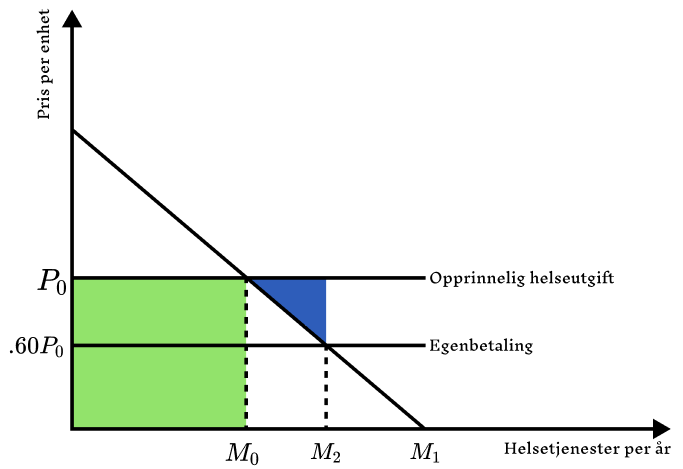 Pris per enhet
P₀
Opprinnelig helseutgift
.60P₀
Egenbetaling
M₀
M₂
M₁
Helsetjenester per år